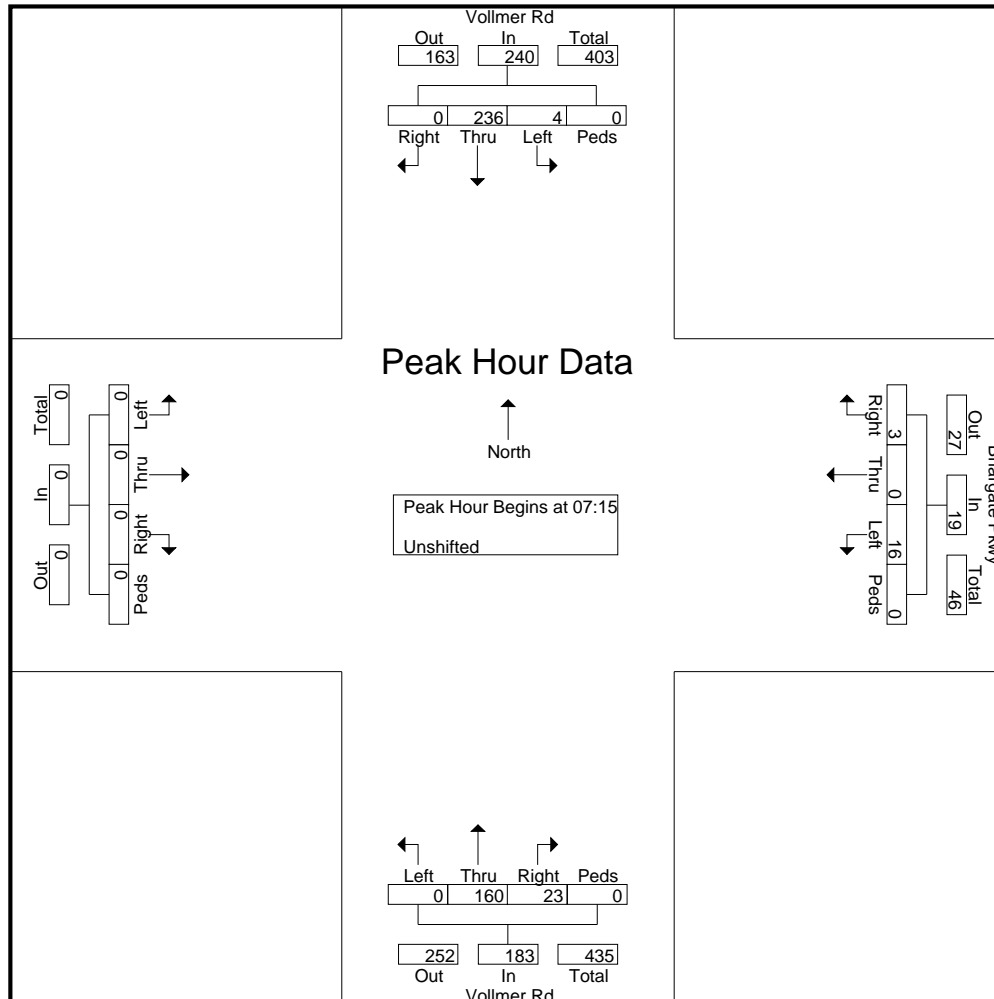 Vollmer Rd
Out In Total
163 240 403
0 236 4 0
Right Thru Left Peds
Peak Hour Data
North
Peak Hour Begins at 07:15
Unshifted
Total 0
In 0
Out 0
Left 0
Thru 0
Right 0
Peds 0
Right 3
Thru 0
Left 16
Peds 0
Out 27
In 19
Total 46
Left Thru Right Peds
0 160 23 0
252 183 435
Out In Total
Vollmer Rd